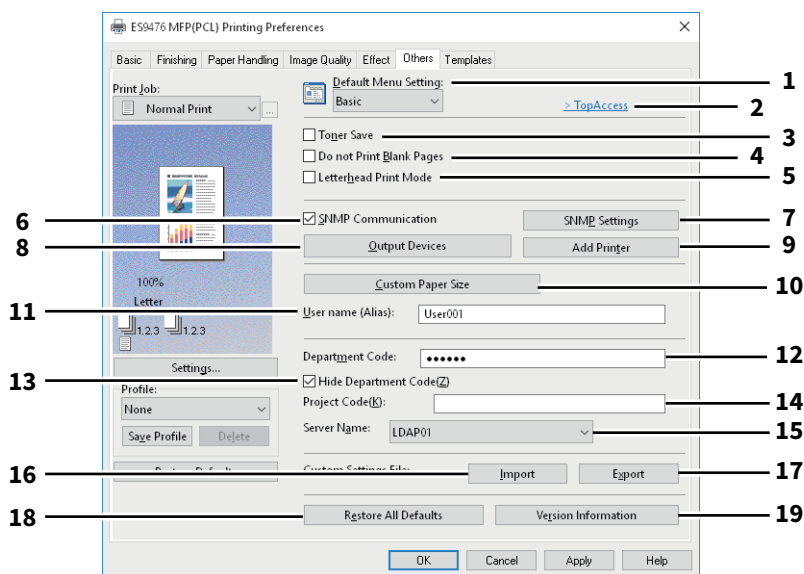 ES9476 MFP(PCL) Printing Preferences
Basic Finishing Paper Handling Image Quality Effect Others Templates
Print Job:
Normal Print ...
100%
Letter
1.2.3 1.2.3
Settings...
Profile:
None
Save Profile Delete
Default Menu Setting:
Basic
> TopAccess
Toner Save
Do not Print Blank Pages
Letterhead Print Mode
SNMP Communication SNMP Settings
Output Devices Add Printer
Custom Paper Size
User name (Alias): User001
Department Code: ●●●●●●
Hide Department Code(Z)
Project Code(K):
Server Name: LDAP01
Custom Settings File: Import Export
Restore All Defaults Version Information
OK Cancel Apply Help
1
2
3
4
5
6
7
8
9
10
11
12
13
14
15
16
17
18
19